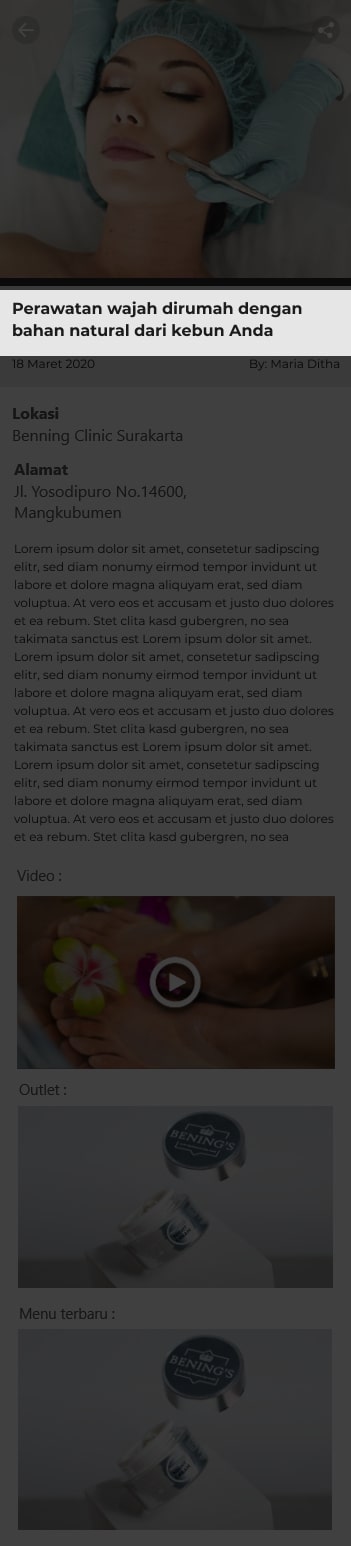 Perawatan wajah dirumah dengan
bahan natural dari kebun Anda
18 Maret 2020 By: Maria Ditha
Lokasi
Benning Clinic Surakarta
Alamat
Jl. Yosodipuro No.14600,
Mangkubumen
Lorem ipsum dolor sit amet, consetetur sadipscing
elitr, sed diam nonumy eirmod tempor invidunt ut
labore et dolore magna aliquyam erat, sed diam
voluptua. At vero eos et accusam et justo duo dolores
et ea rebum. Stet clita kasd gubergren, no sea
takimata sanctus est Lorem ipsum dolor sit amet.
Lorem ipsum dolor sit amet, consetetur sadipscing
elitr, sed diam nonumy eirmod tempor invidunt ut
labore et dolore magna aliquyam erat, sed diam
voluptua. At vero eos et accusam et justo duo dolores
et ea rebum. Stet clita kasd gubergren, no sea
takimata sanctus est Lorem ipsum dolor sit amet.
Lorem ipsum dolor sit amet, consetetur sadipscing
elitr, sed diam nonumy eirmod tempor invidunt ut
labore et dolore magna aliquyam erat, sed diam
voluptua. At vero eos et accusam et justo duo dolores
et ea rebum. Stet clita kasd gubergren, no sea
Video :
Outlet :
BENING'S
Menu terbaru :
BENING'S